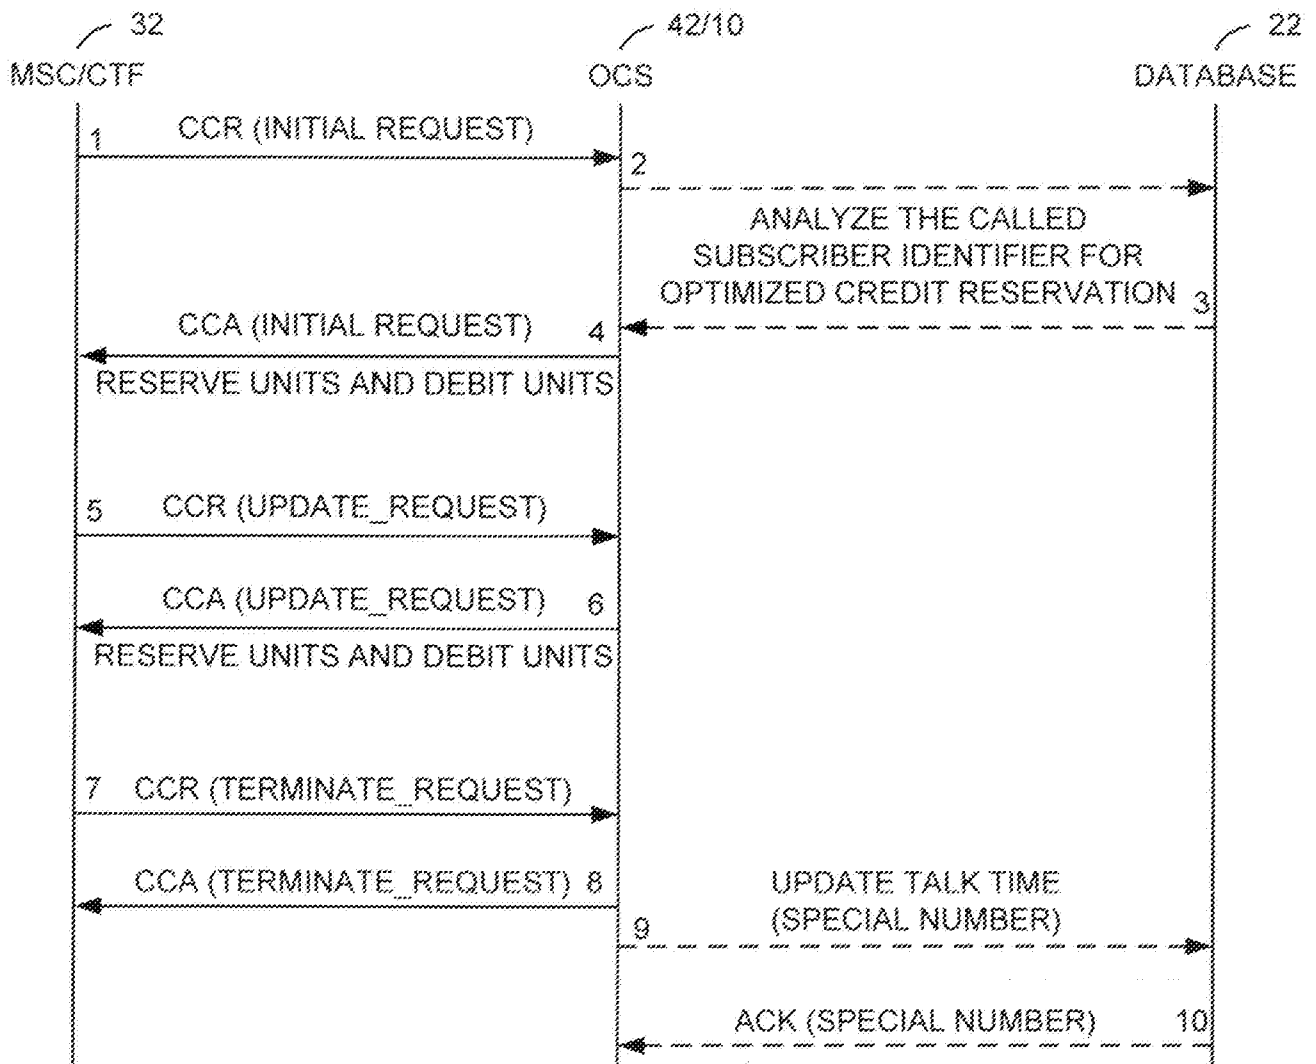 32
42/10
22
MSC/CTF
OCS
DATABASE
1
CCR (INITIAL REQUEST)
2
ANALYZE THE CALLED
SUBSCRIBER IDENTIFIER FOR
OPTIMIZED CREDIT RESERVATION
3
CCA (INITIAL REQUEST)
4
RESERVE UNITS AND DEBIT UNITS
5
CCR (UPDATE_REQUEST)
CCA (UPDATE_REQUEST)
6
RESERVE UNITS AND DEBIT UNITS
7
CCR (TERMINATE_REQUEST)
CCA (TERMINATE_REQUEST)
8
UPDATE TALK TIME
(SPECIAL NUMBER)
9
ACK (SPECIAL NUMBER)
10